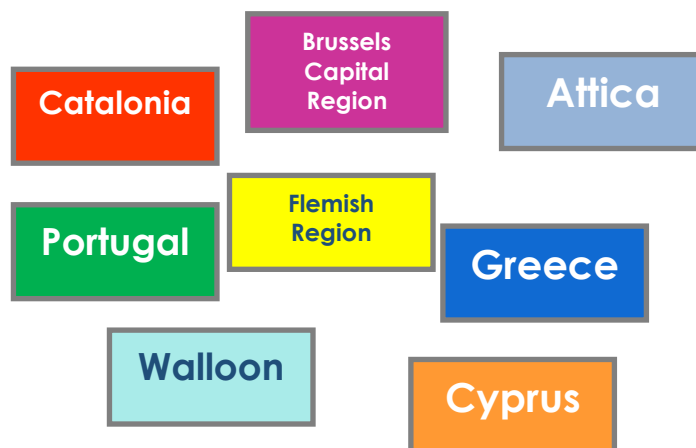 Brussels
Capital
Region
Catalonia
Attica
Flemish
Region
Portugal
Greece
Walloon
Cyprus